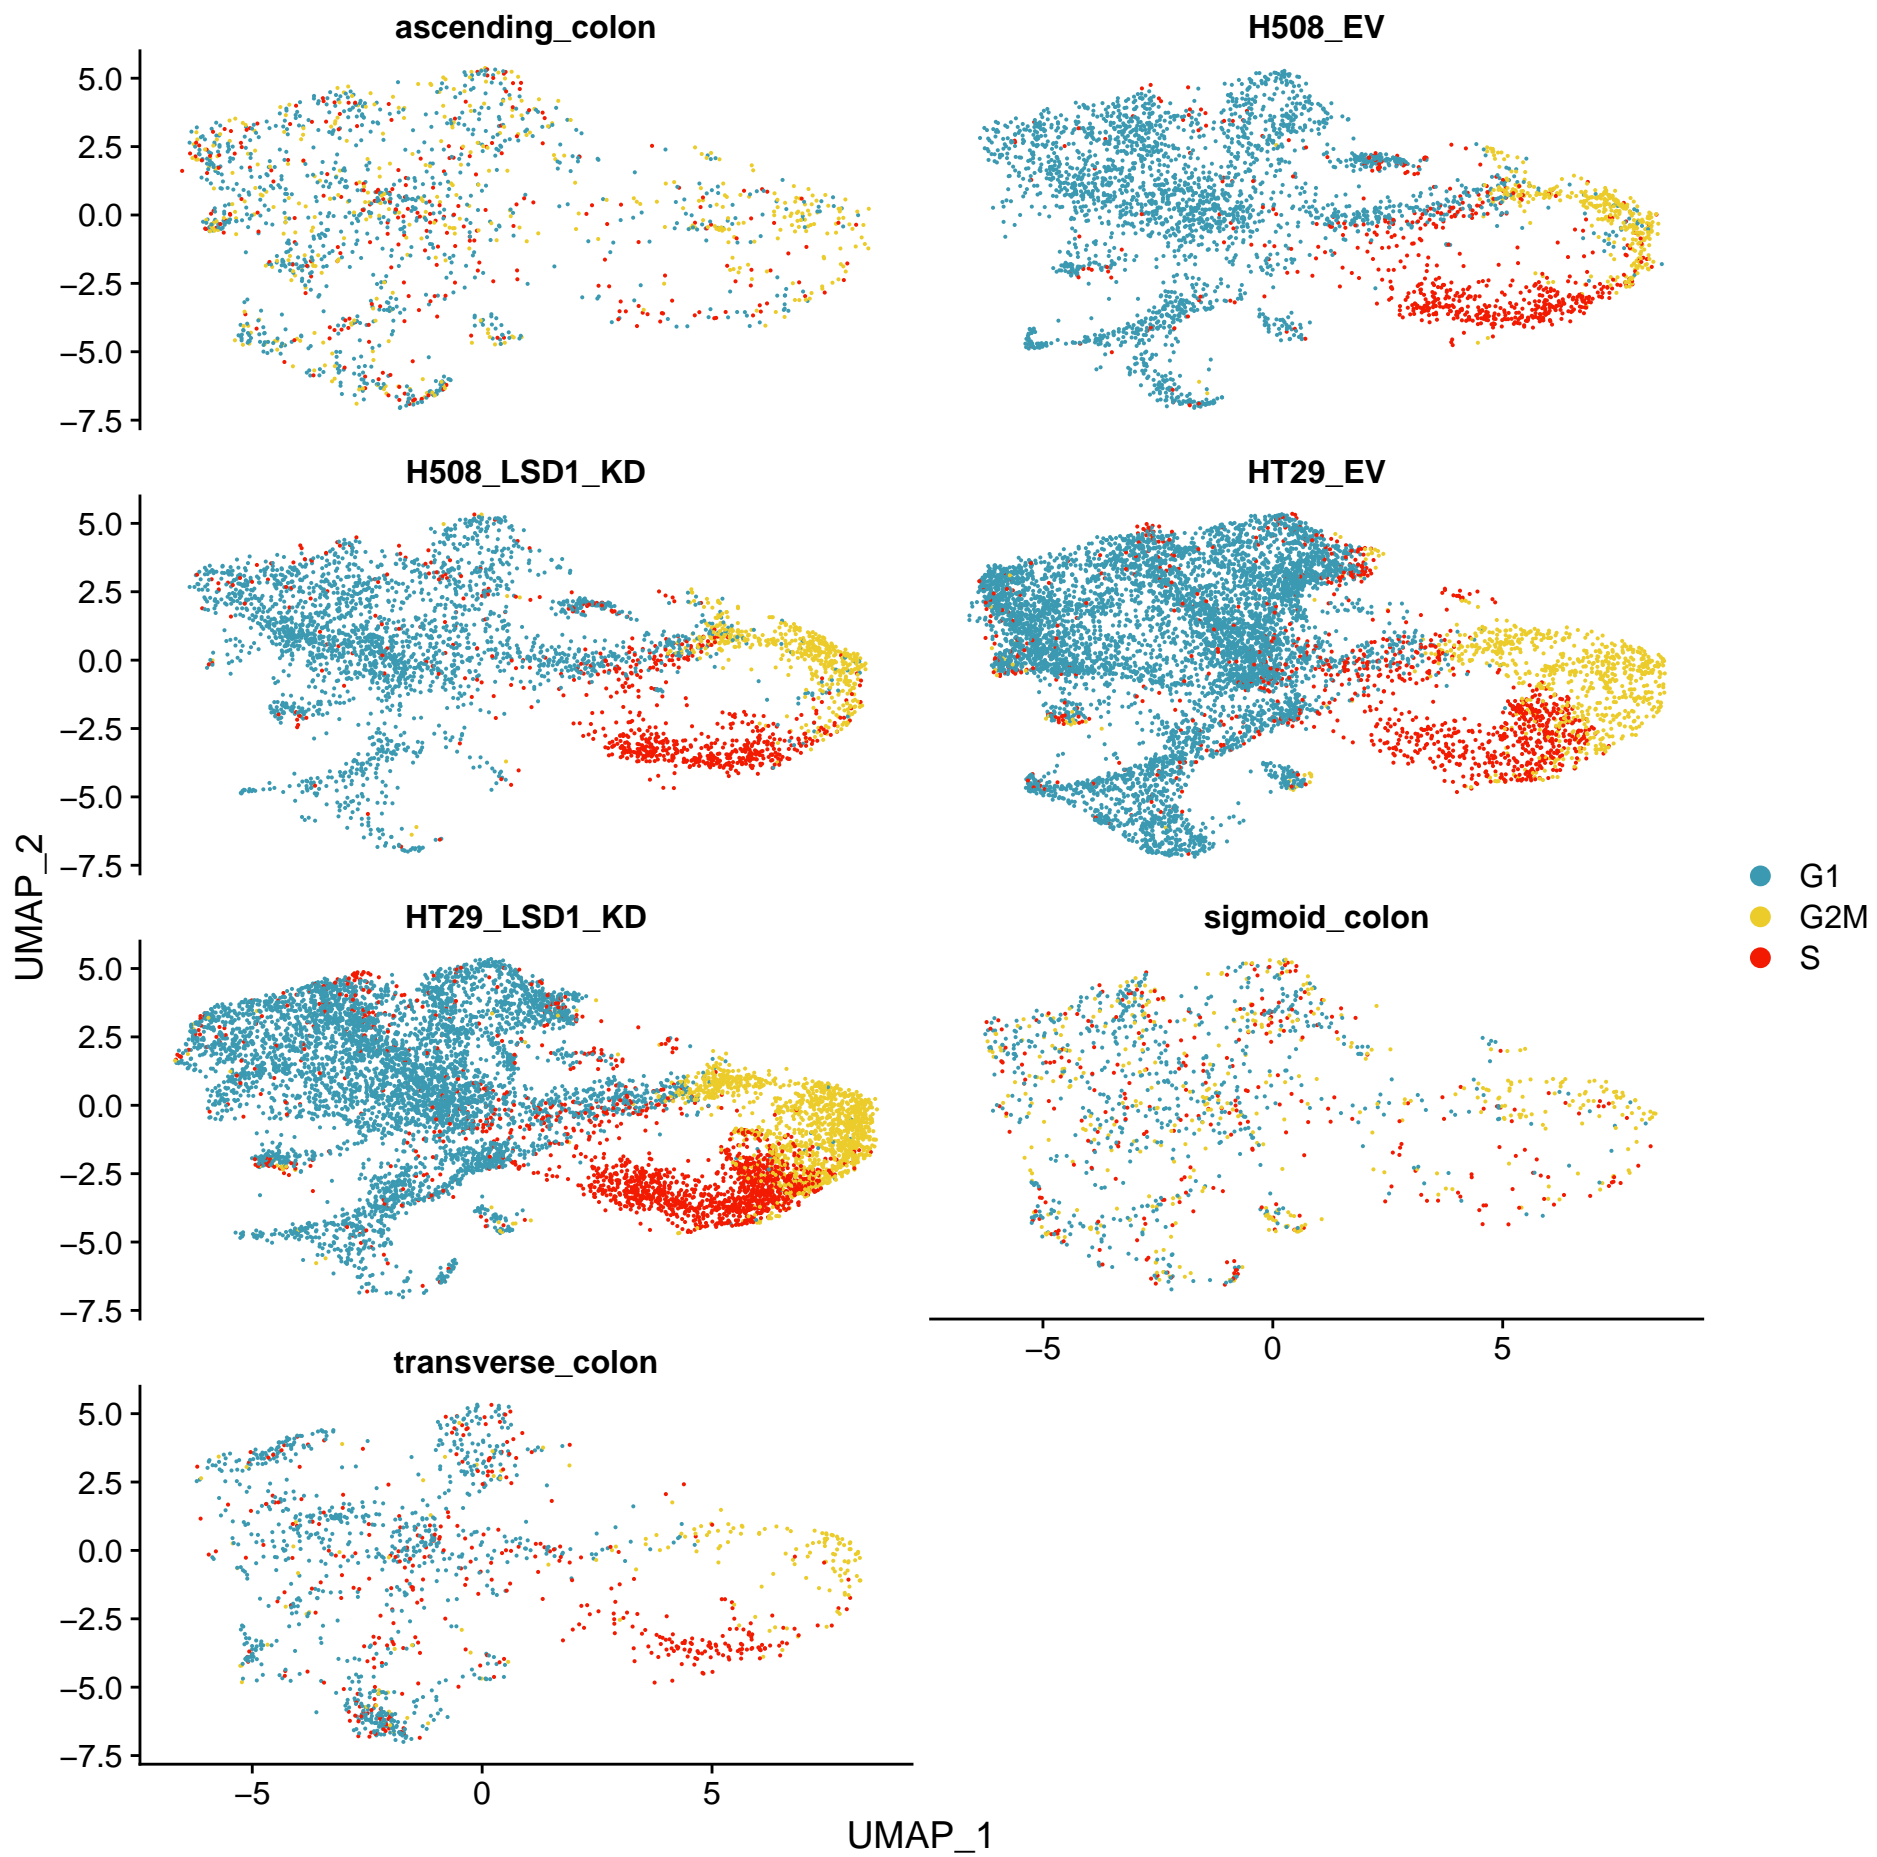 ascending_colon
H508_EV
5.0
2.5
0.0
−2.5
−5.0
−7.5
H508_LSD1_KD
HT29_EV
5.0
2.5
0.0
−2.5
−5.0
−7.5
UMAP_2
G1
G2M
S
HT29_LSD1_KD
sigmoid_colon
5.0
2.5
0.0
−2.5
−5.0
−7.5
−5 0 5
transverse_colon
5.0
2.5
0.0
−2.5
−5.0
−7.5
−5 0 5
UMAP_1